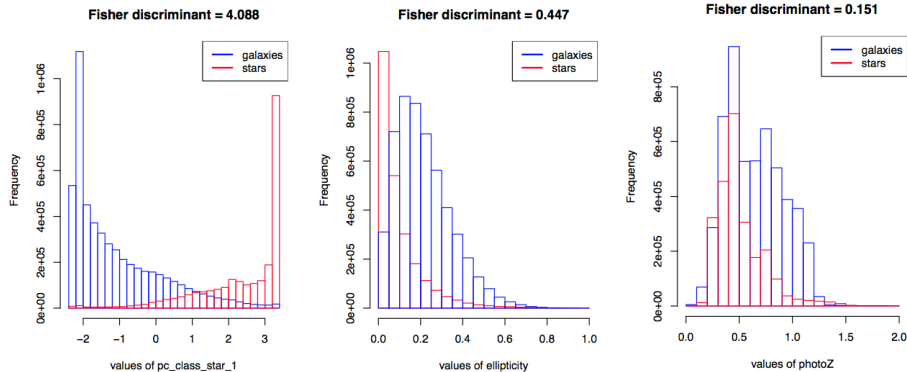 Fisher discriminant = 4.088
galaxies
stars
Frequency
0e+00 2e+05 4e+05 6e+05 8e+05 1e+06
−2 −1 0 1 2 3
values of pc_class_star_1
Fisher discriminant = 0.447
galaxies
stars
Frequency
0e+00 2e+05 4e+05 6e+05 8e+05 1e+06
0.0 0.2 0.4 0.6 0.8 1.0
values of ellipticity
Fisher discriminant = 0.151
galaxies
stars
Frequency
0e+00 2e+05 4e+05 6e+05 8e+05
0.0 0.5 1.0 1.5 2.0
values of photoZ